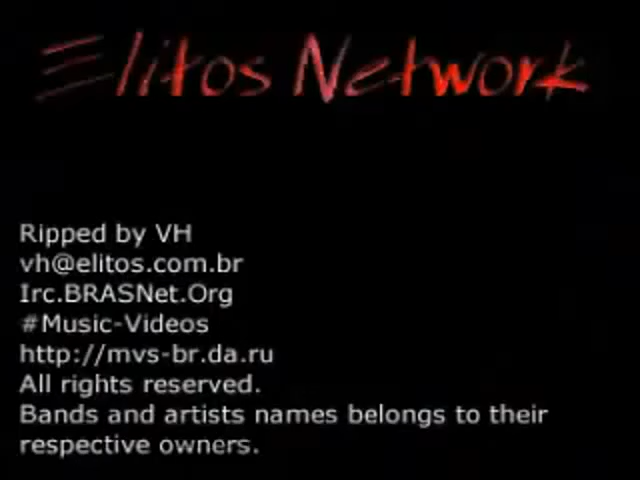 Elitos Network
Ripped by VH
vh@elitos.com.br
Irc.BRASNet.Org
#Music-Videos
http://mvs-br.da.ru
All rights reserved.
Bands and artists names belongs to their
respective owners.